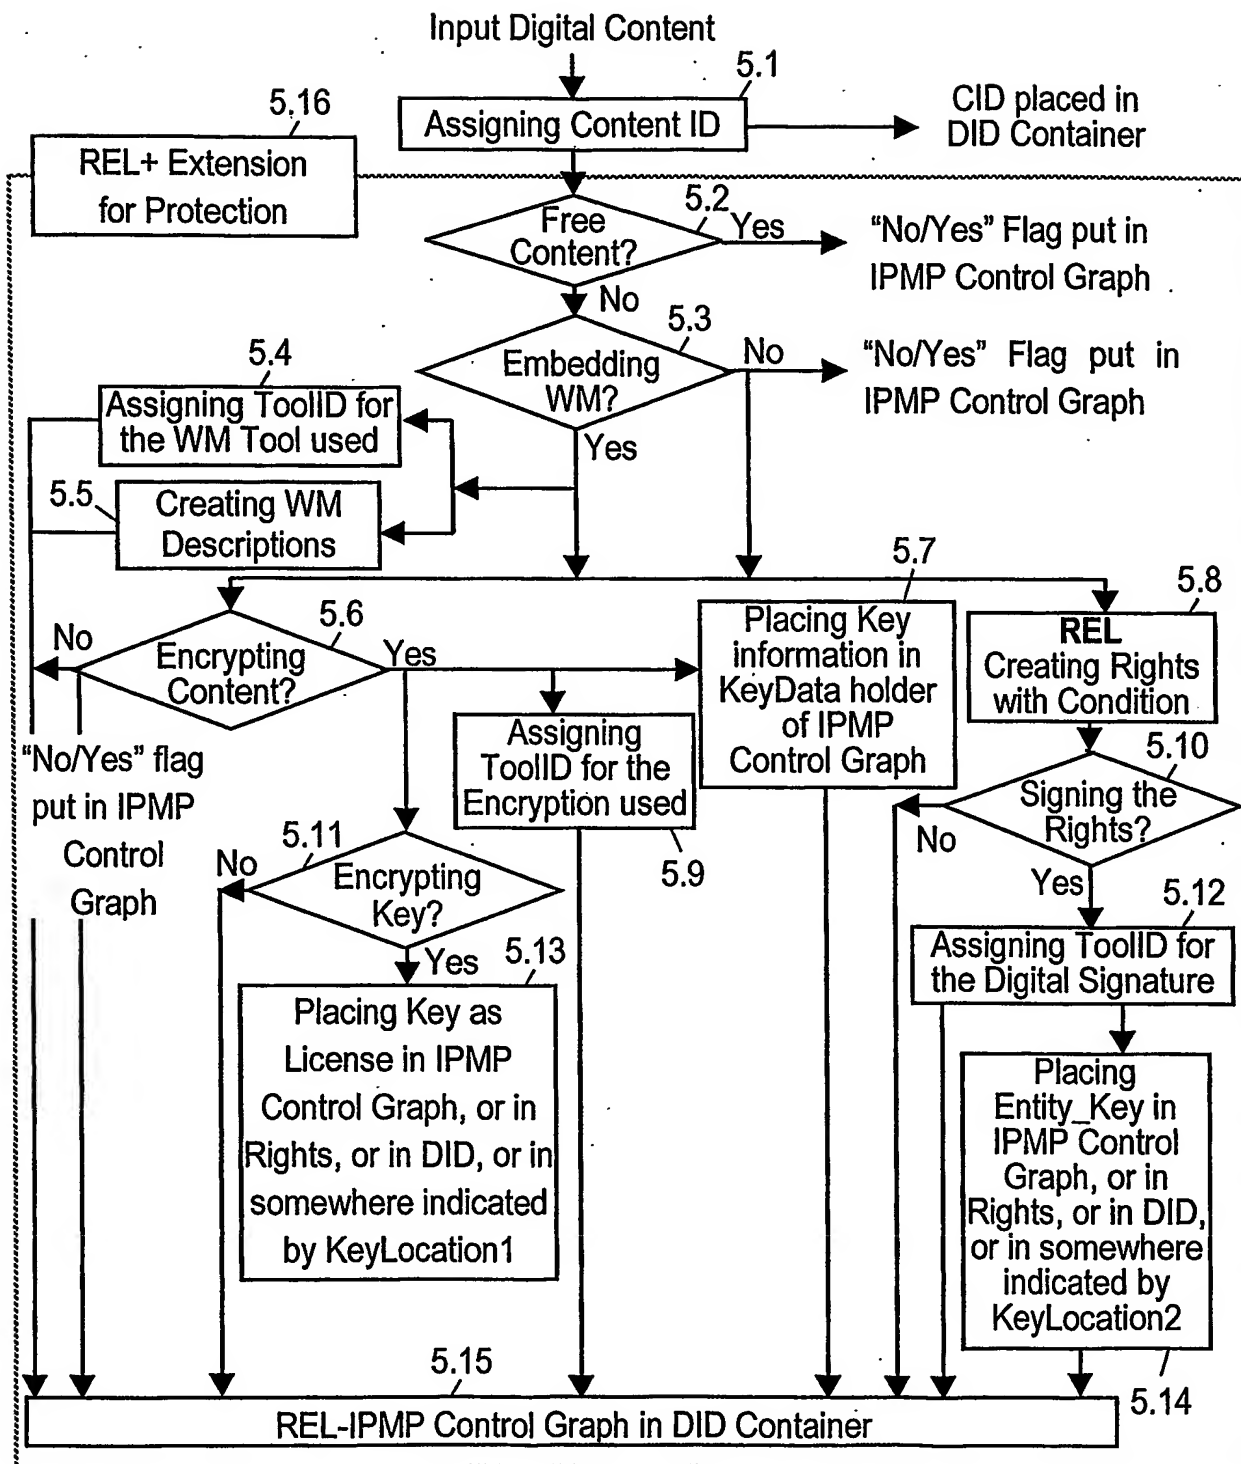 Input Digital Content
5.1
Assigning Content ID
CID placed in
DID Container
5.16
REL+ Extension
for Protection
5.2
Free
Content?
Yes
"No/Yes" Flag put in
IPMP Control Graph
No
5.3
Embedding
WM?
No
"No/Yes" Flag put in
IPMP Control Graph
Yes
5.4
Assigning ToolID for
the WM Tool used
5.5
Creating WM
Descriptions
5.6
Encrypting
Content?
No
Yes
"No/Yes" flag
put in IPMP
Control
Graph
5.7
Placing Key
information in
KeyData holder
of IPMP
Control Graph
5.8
REL
Creating Rights
with Condition
Assigning
ToolID for the
Encryption used
5.9
5.10
Signing the
Rights?
No
Yes
5.11
Encrypting
Key?
No
Yes
5.12
Assigning ToolID for
the Digital Signature
5.13
Placing Key as
License in IPMP
Control Graph, or in
Rights, or in DID, or in
somewhere indicated
by KeyLocation1
Placing
Entity_Key in
IPMP Control
Graph, or in
Rights, or in DID,
or in somewhere
indicated by
KeyLocation2
5.14
5.15
REL-IPMP Control Graph in DID Container